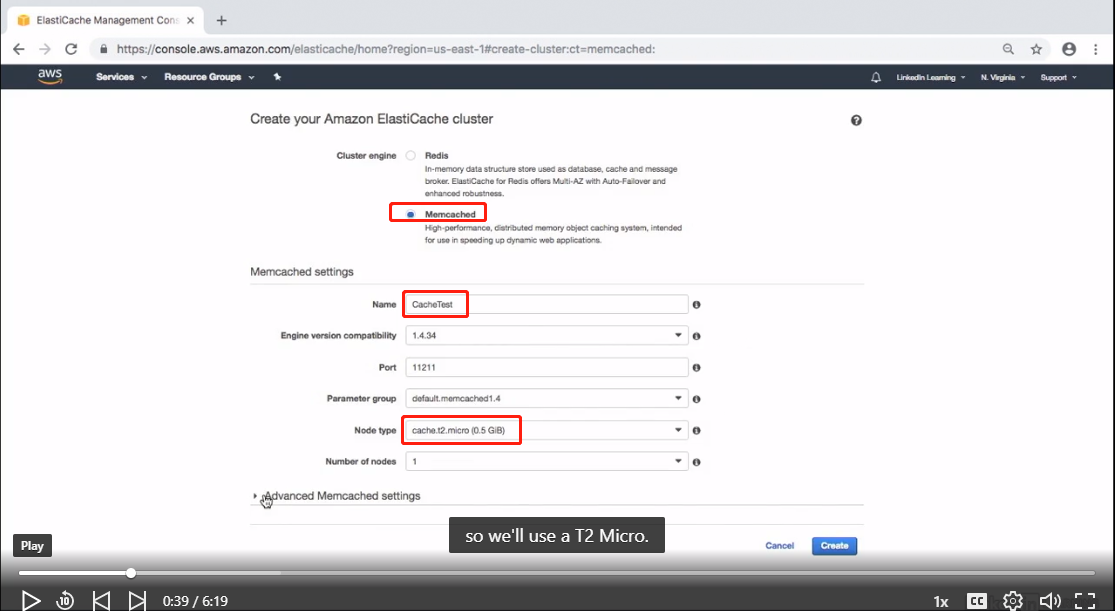 ElastiCache Management Cons
https://console.aws.amazon.com/elasticache/home?region=us-east-1#create-cluster:ct=memcached:
aws Services Resource Groups LinkedIn Learning N. Virginia Support
Create your Amazon ElastiCache cluster
Cluster engine Redis
In-memory data structure store used as database, cache and message
broker. ElastiCache for Redis offers Multi-AZ with Auto-Failover and
enhanced robustness.
Memcached
High-performance, distributed memory object caching system, intended
for use in speeding up dynamic web applications.
Memcached settings
Name CacheTest
Engine version compatibility 1.4.34
Port 11211
Parameter group default.memcached1.4
Node type cache.t2.micro (0.5 GiB)
Number of nodes 1
Advanced Memcached settings
so we'll use a T2 Micro.
Play Cancel Create
10 0:39 / 6:19 1x CC